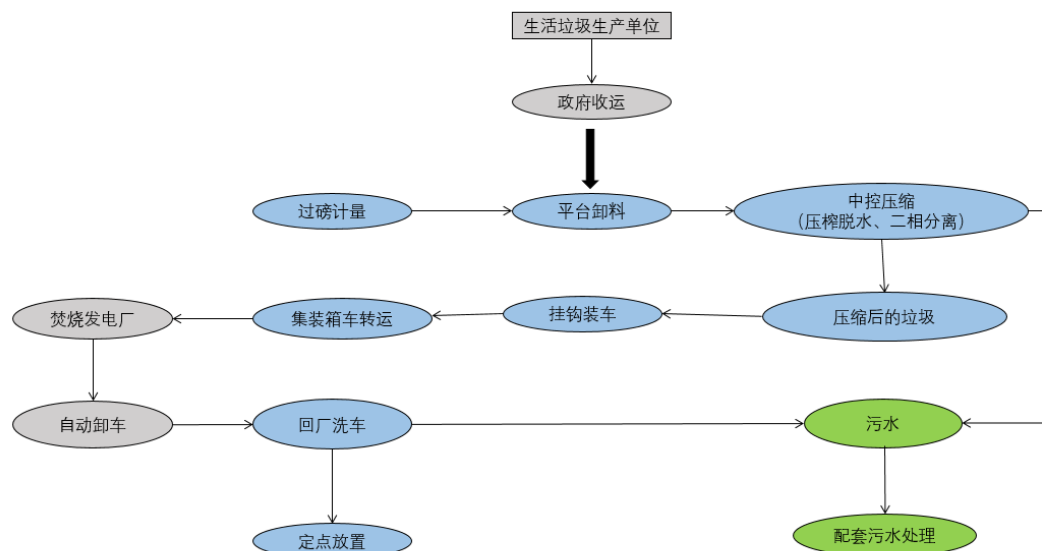 生活垃圾生产单位
政府收运
过磅计量
平台卸料
中控压缩
（压榨脱水、二相分离）
焚烧发电厂
集装箱车转运
挂钩装车
压缩后的垃圾
自动卸车
回厂洗车
污水
定点放置
配套污水处理